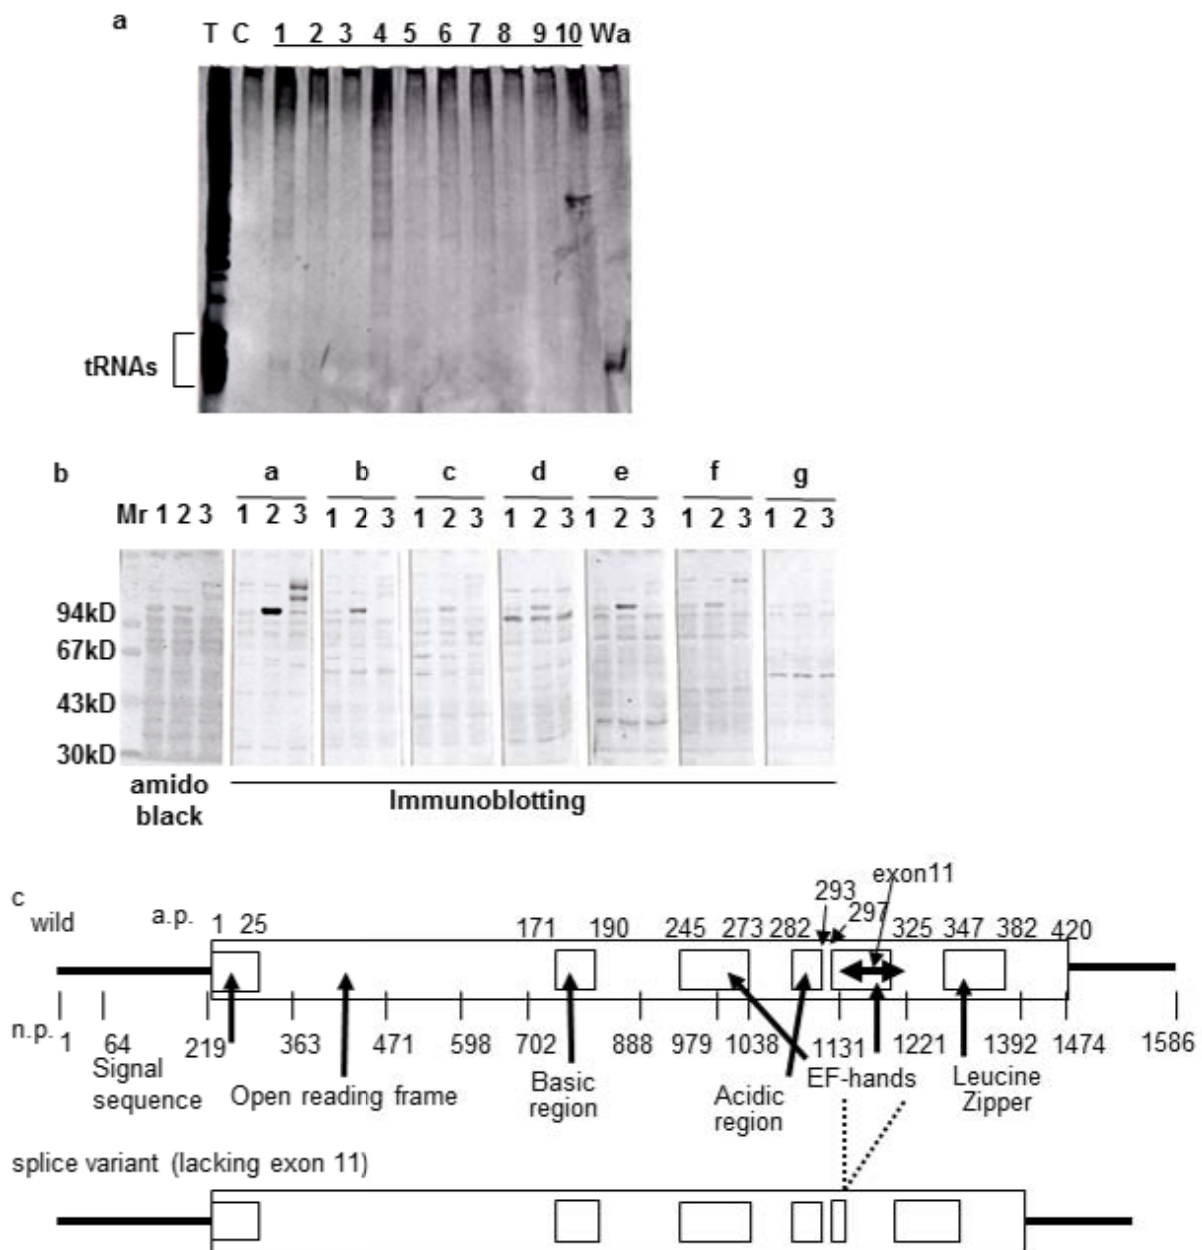 a
T C 1 2 3 4 5 6 7 8 9 10 Wa
tRNAs
b
a b c d e f g
Mr 1 2 3 1 2 3 1 2 3 1 2 3 1 2 3 1 2 3 1 2 3 1 2 3
94kD
67kD
43kD
30kD
amido
black
Immunoblotting
c
wild
a.p. 1 25 171 190 245 273 282 293 297 exon11 325 347 382 420
n.p. 1 64 219 363 471 598 702 888 979 1038 1131 1221 1392 1474 1586
Signal
sequence
Open reading frame
Basic
region
Acidic
region
EF-hands
Leucine
Zipper
splice variant (lacking exon 11)